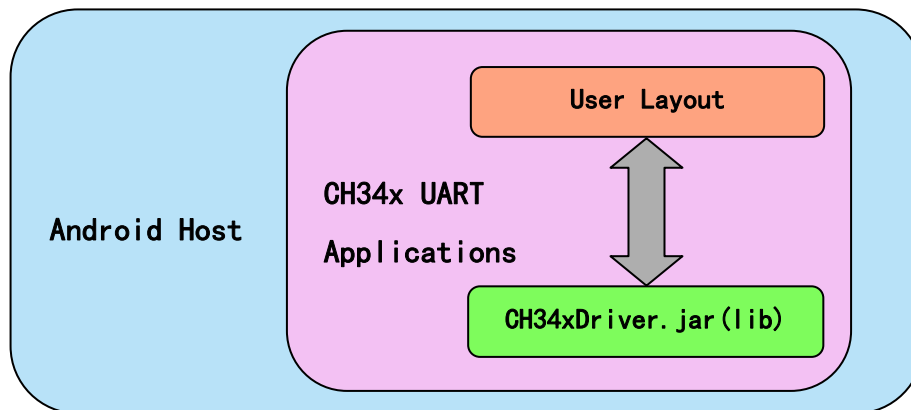 User Layout
CH34x UART
Applications
Android Host
CH34xDriver.jar(lib)